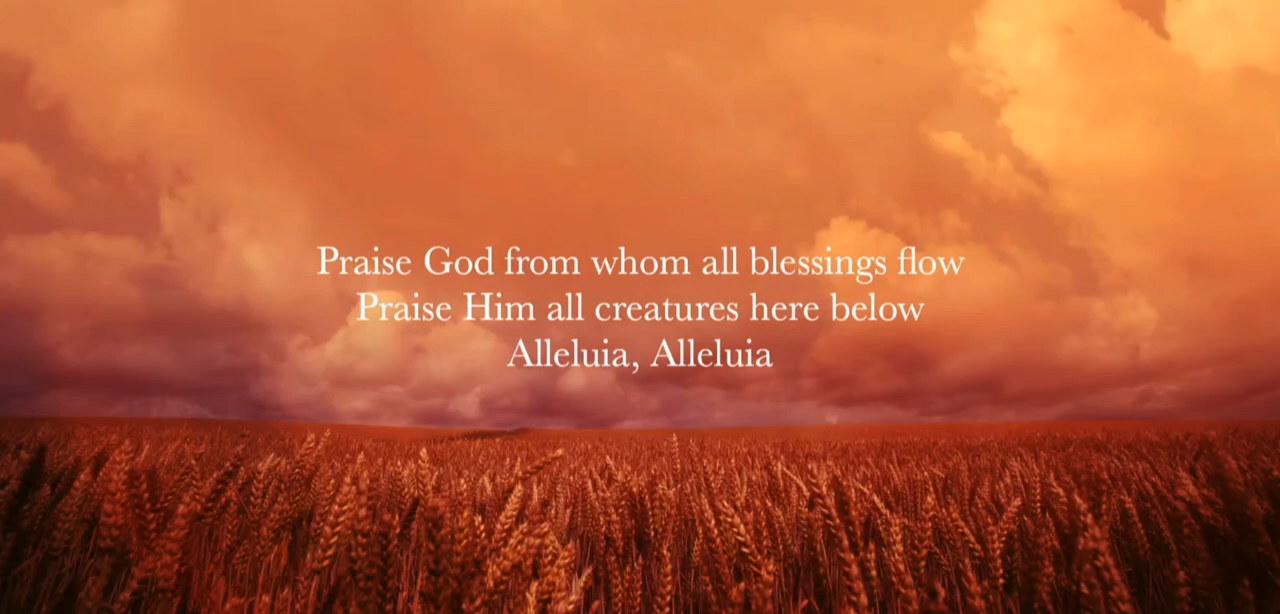 Praise God from whom all blessings flow
Praise Him all creatures here below
Alleluia, Alleluia